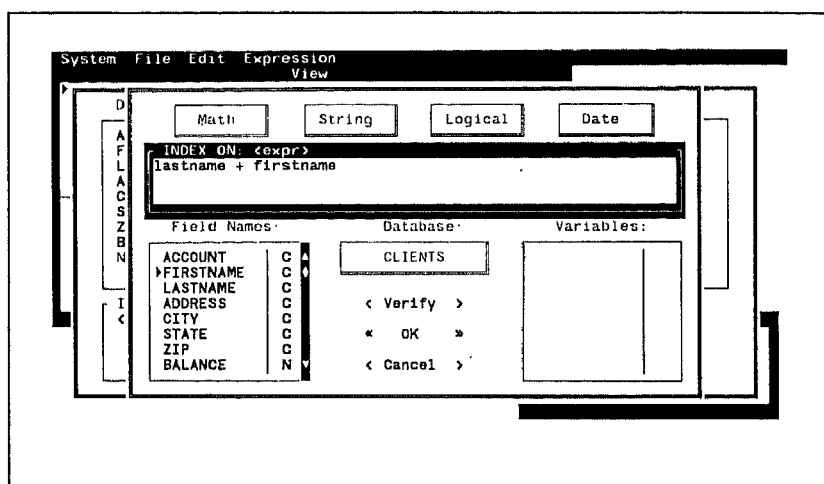 System File Edit Expression
View
Math String Logical Date
INDEX ON: <expr>
lastname + firstname
Field Names: Database: Variables:
D
A
F
L
A
C
S
Z
B
N
I
<
ACCOUNT C
FIRSTNAME C
LASTNAME C
ADDRESS C
CITY C
STATE C
ZIP C
BALANCE N
CLIENTS
< Verify >
« OK »
< Cancel >